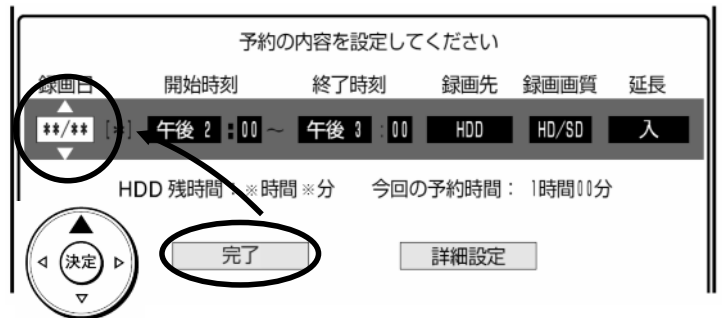 予約の内容を設定してください
録画日 開始時刻 終了時刻 録画先 録画画質 延長
**/** [*] 午後 2:00~ 午後 3:00 HDD HD/SD 入
HDD 残時間:※時間※分 今回の予約時間: 1時間00分
決定 完了 詳細設定